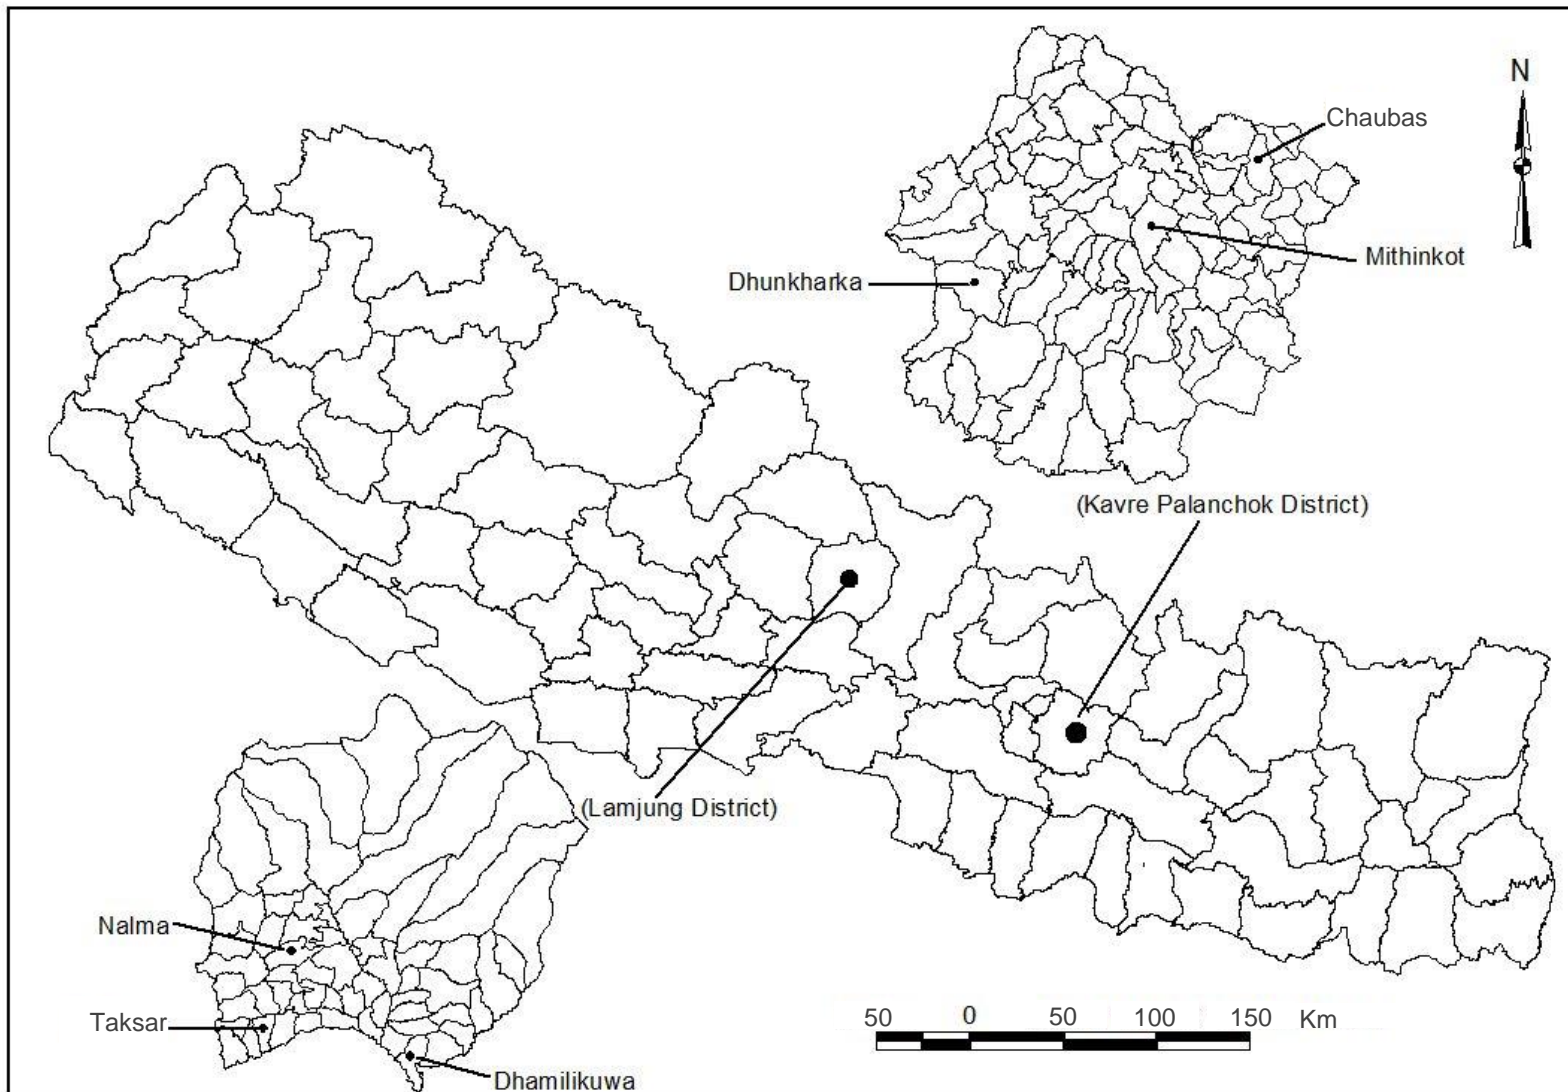 N
Chaubas
Mithinkot
Dhunkharka
(Kavre Palanchok District)
(Lamjung District)
Nalma
Taksar
Dhamilikuwa
50 0 50 100 150 Km